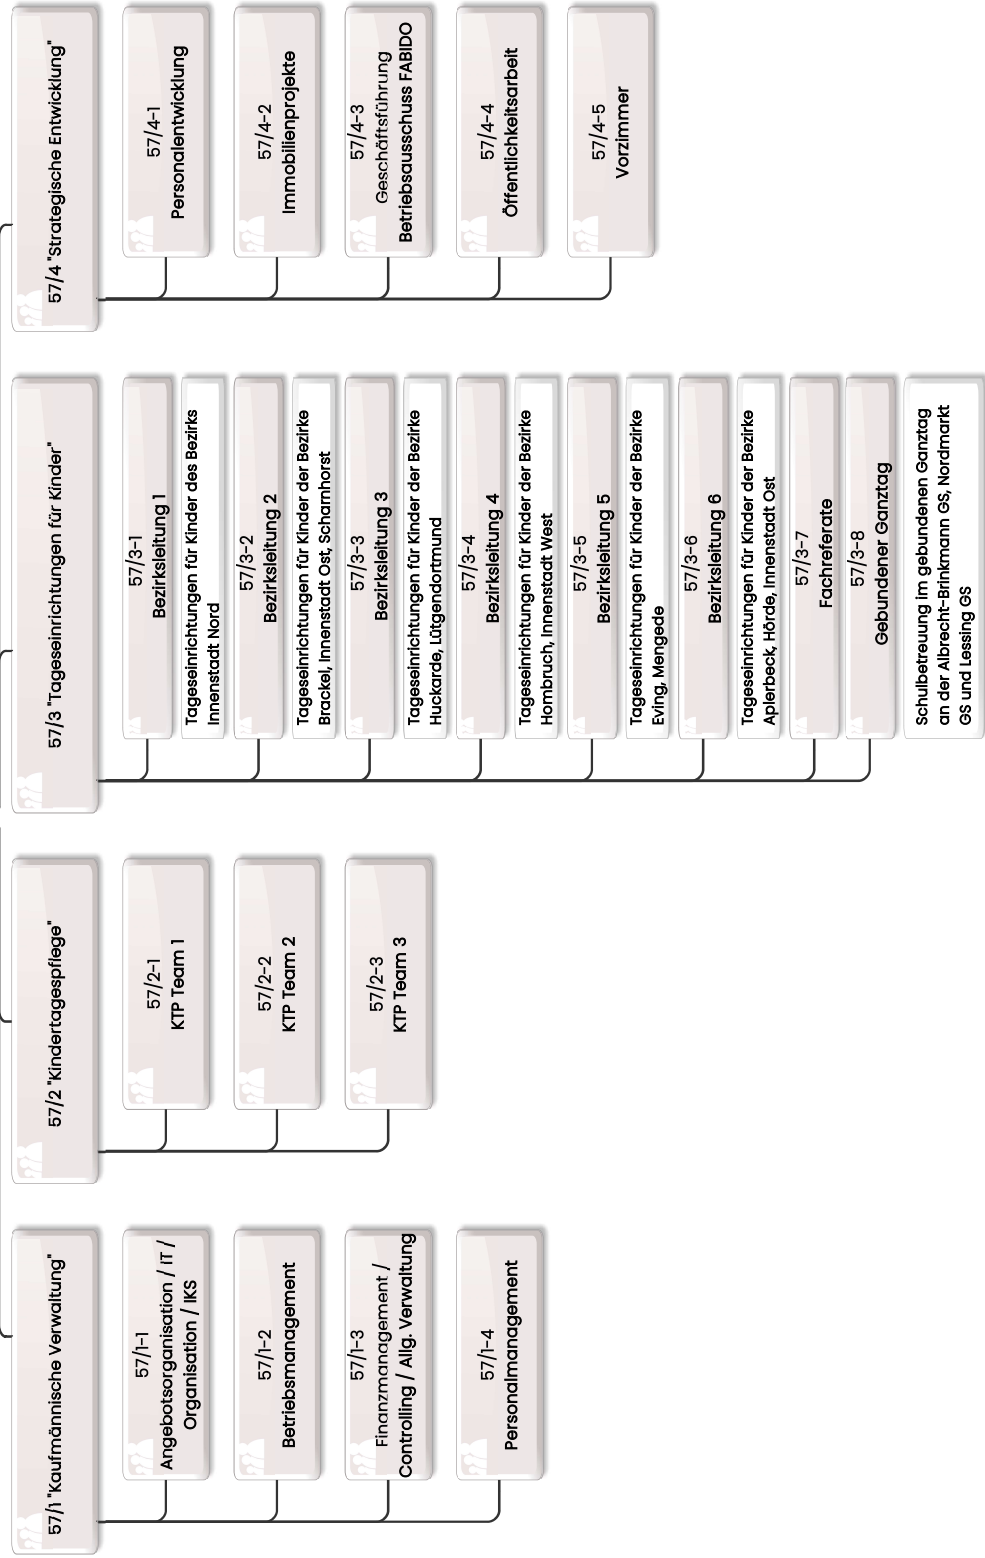 57/1 "Kaufmännische Verwaltung"
57/1-1
Angebotsorganisation / IT /
Organisation / IKS
57/1-2
Betriebsmanagement
57/1-3
Finanzmanagement /
Controlling / Allg. Verwaltung
57/1-4
Personalmanagement
57/2 "Kindertagespflege"
57/2-1
KTP Team 1
57/2-2
KTP Team 2
57/2-3
KTP Team 3
57/3 "Tageseinrichtungen für Kinder"
57/3-1
Bezirksleitung 1
Tageseinrichtungen für Kinder des Bezirks
Innenstadt Nord
57/3-2
Bezirksleitung 2
Tageseinrichtungen für Kinder der Bezirke
Brackel, Innenstadt Ost, Scharnhorst
57/3-3
Bezirksleitung 3
Tageseinrichtungen für Kinder der Bezirke
Huckarde, Lütgendortmund
57/3-4
Bezirksleitung 4
Tageseinrichtungen für Kinder der Bezirke
Hombruch, Innenstadt West
57/3-5
Bezirksleitung 5
Tageseinrichtungen für Kinder der Bezirke
Eving, Mengede
57/3-6
Bezirksleitung 6
Tageseinrichtungen für Kinder der Bezirke
Aplerbeck, Hörde, Innenstadt Ost
57/3-7
Fachreferate
57/3-8
Gebundener Ganztag
Schulbetreuung im gebundenen Ganztag
an der Albrecht-Brinkmann GS, Nordmarkt
GS und Lessing GS
57/4 "Strategische Entwicklung"
57/4-1
Personalentwicklung
57/4-2
Immobilienprojekte
57/4-3
Geschäftsführung
Betriebsausschuss FABIDO
57/4-4
Öffentlichkeitsarbeit
57/4-5
Vorzimmer